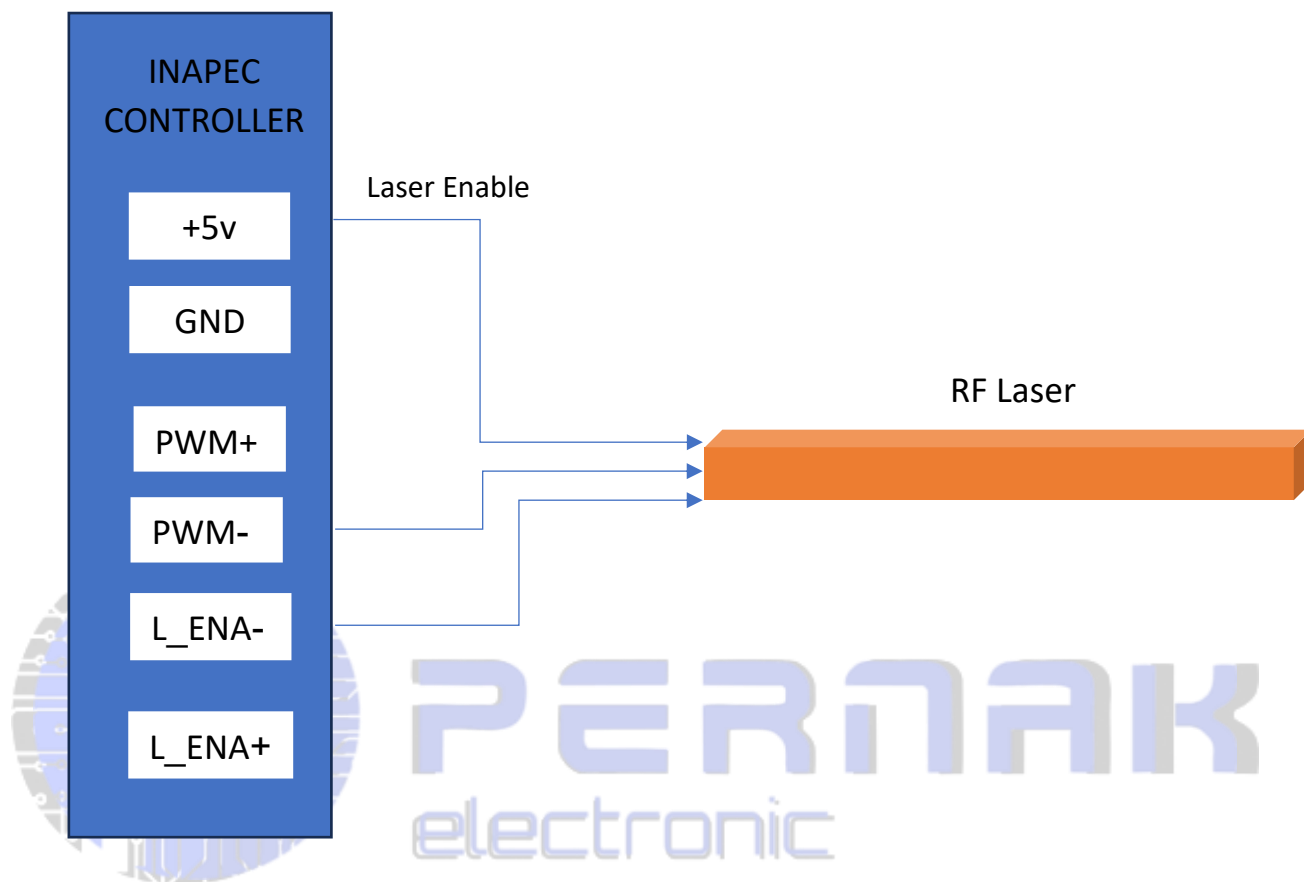 INAPEC
CONTROLLER
Laser Enable
+5v
GND
RF Laser
PWM+
PWM-
L_ENA-
L_ENA+
PERNAK
electronic